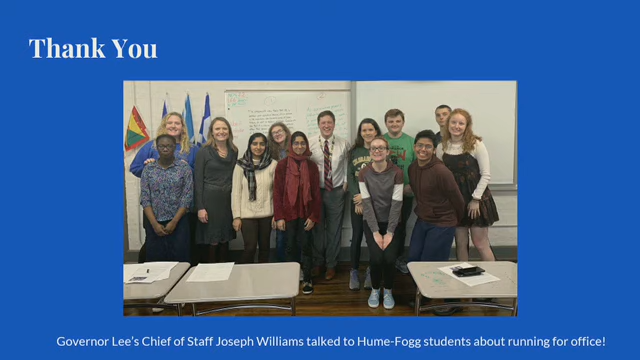 Thank You
Governor Lee's Chief of Staff Joseph Williams talked to Hume-Fogg students about running for office!